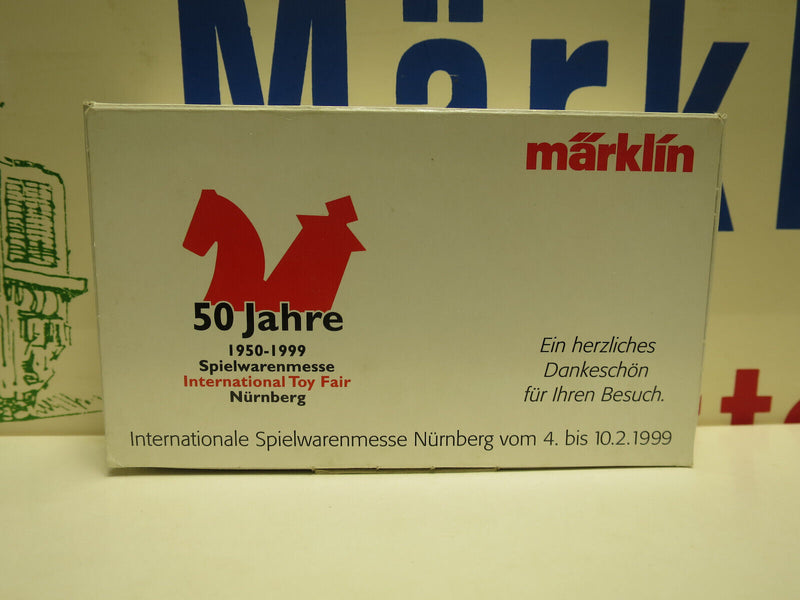 Märkl
märklin
50 Jahre
1950-1999
Spielwarenmesse
International Toy Fair
Nürnberg
Ein herzliches
Dankeschön
für Ihren Besuch.
Internationale Spielwarenmesse Nürnberg vom 4. bis 10.2.1999